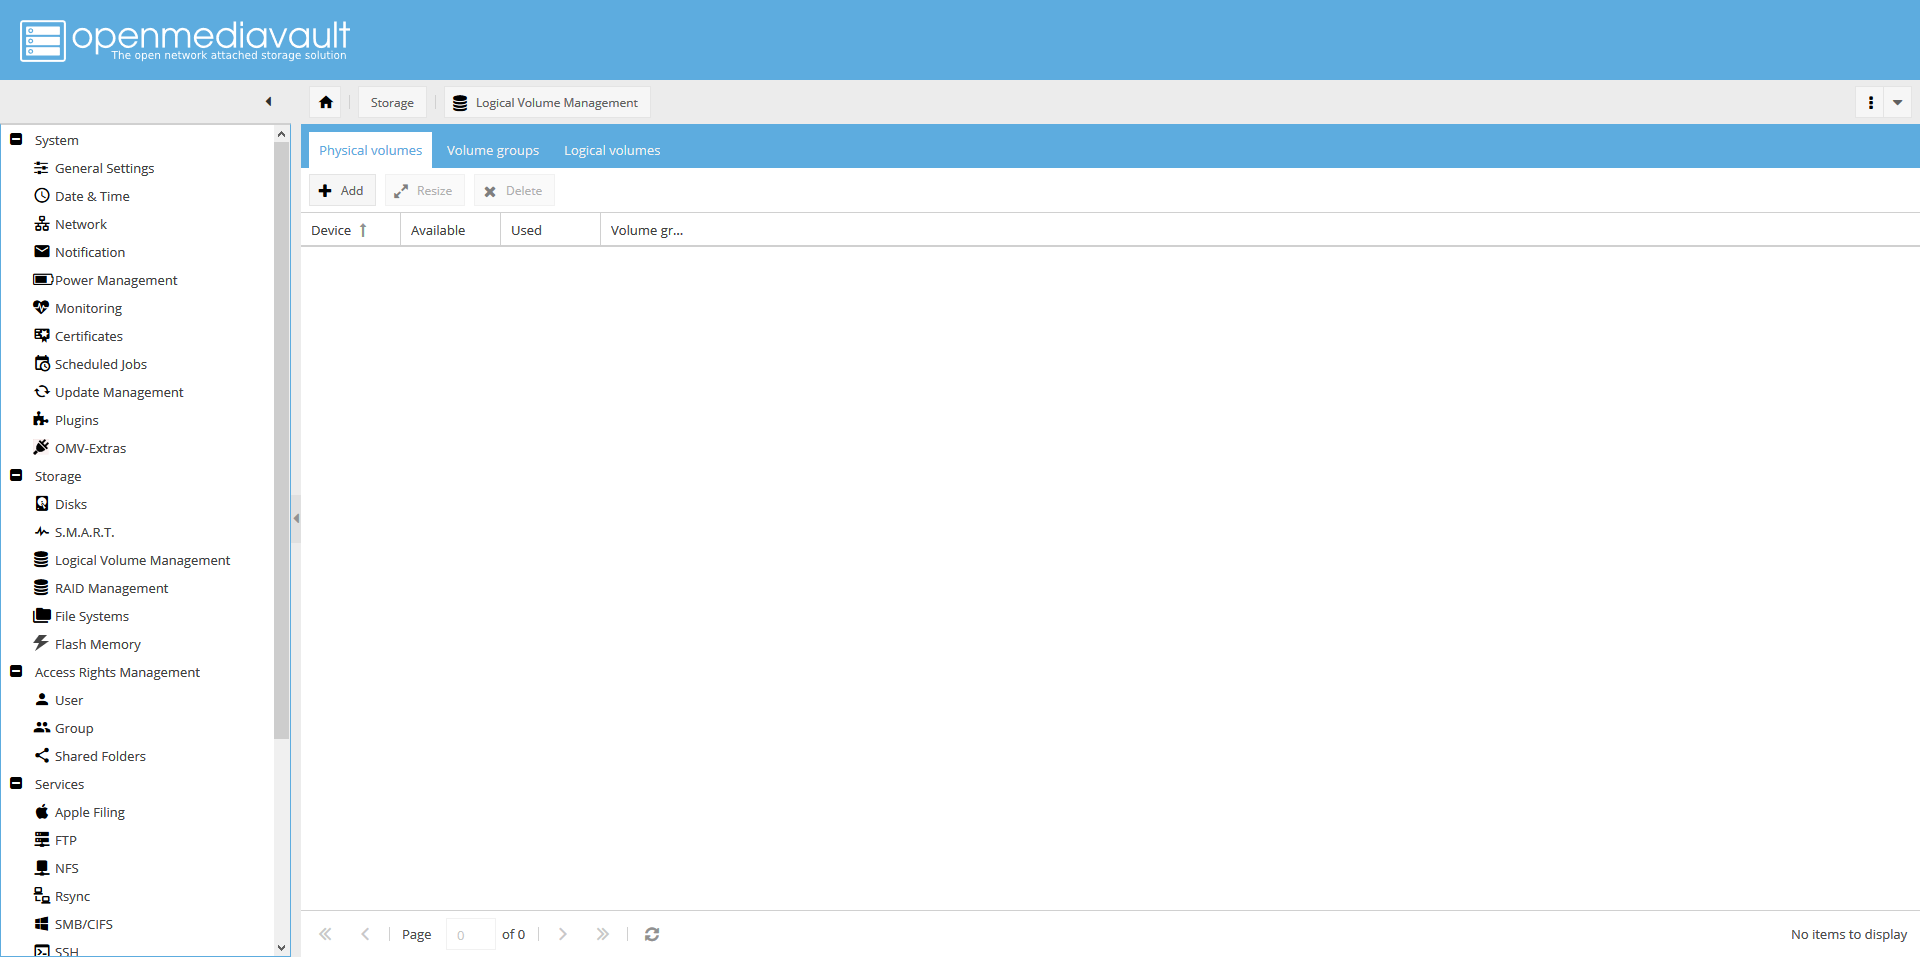 openmediavault
The open network attached storage solution
Storage
Logical Volume Management
System
General Settings
Date & Time
Network
Notification
Power Management
Monitoring
Certificates
Scheduled Jobs
Update Management
Plugins
OMV-Extras
Storage
Disks
S.M.A.R.T.
Logical Volume Management
RAID Management
File Systems
Flash Memory
Access Rights Management
User
Group
Shared Folders
Services
Apple Filing
FTP
NFS
Rsync
SMB/CIFS
SSH
Physical volumes Volume groups Logical volumes
Add Resize Delete
Device Available Used Volume gr...
Page 0 of 0
No items to display